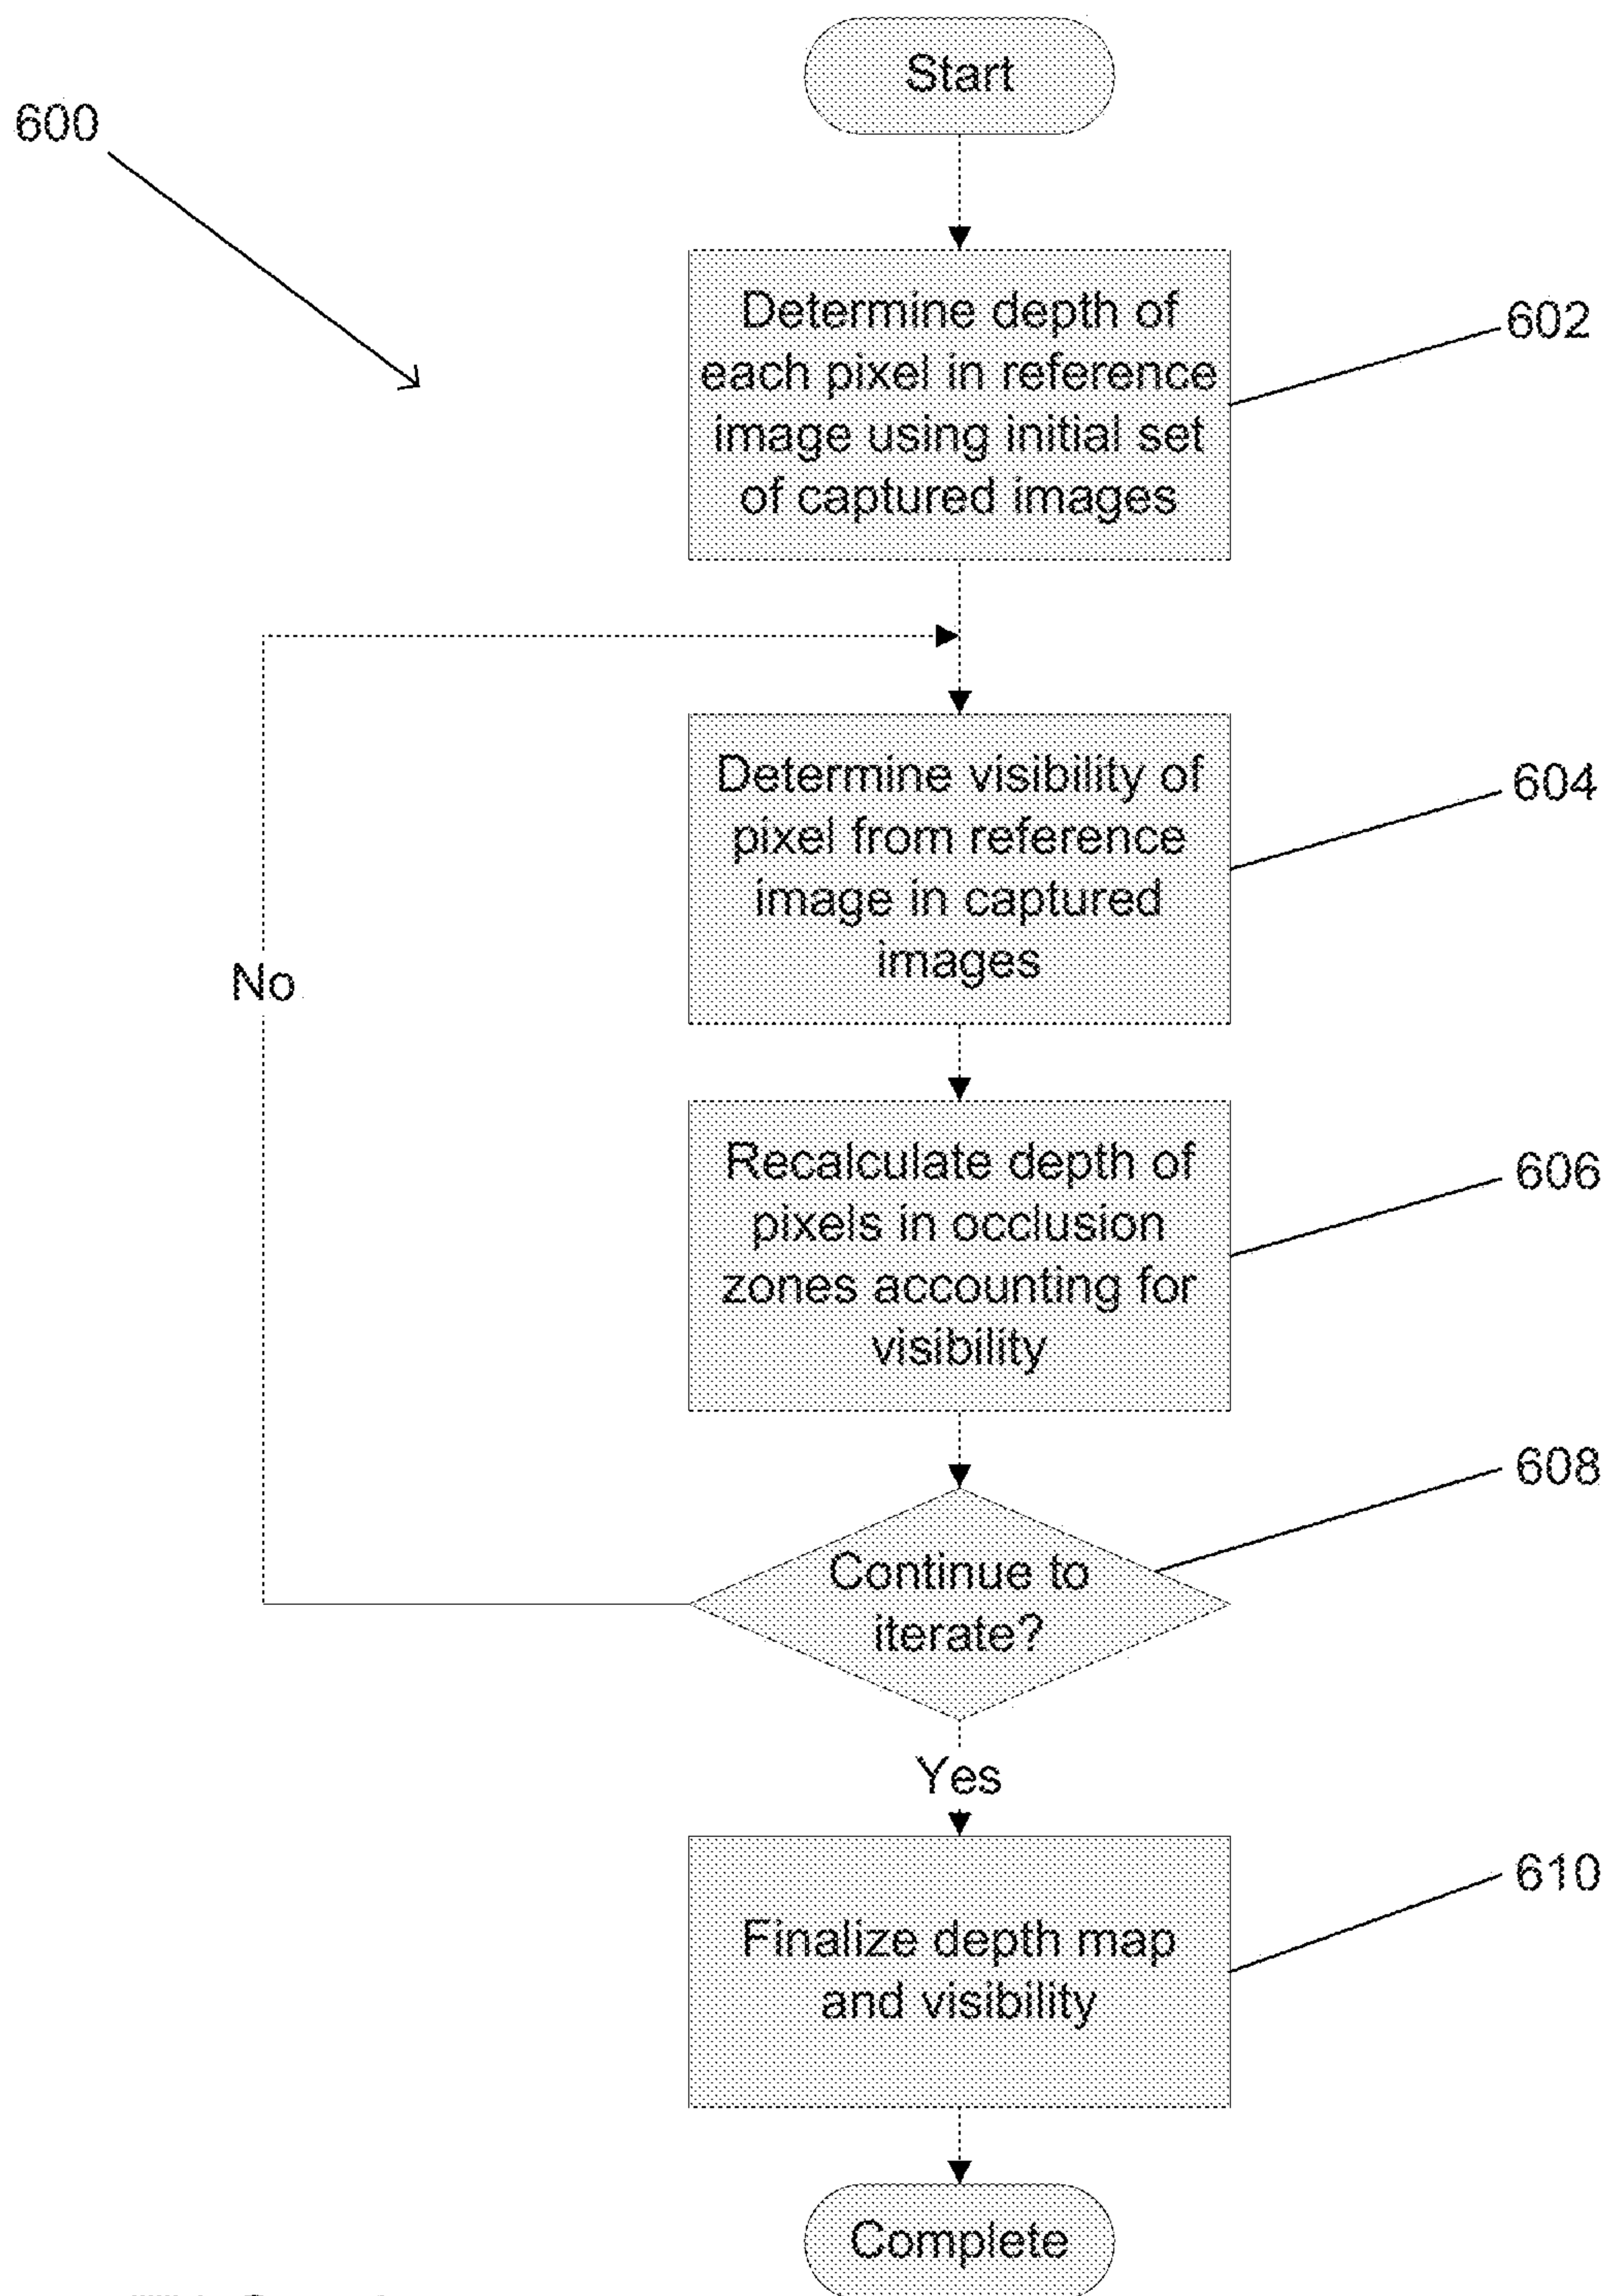 Start
600
Determine depth of
each pixel in reference
image using initial set
of captured images
602
Determine visibility of
pixel from reference
image in captured
images
604
No
Recalculate depth of
pixels in occlusion
zones accounting for
visibility
606
608
Continue to
iterate?
Yes
Finalize depth map
and visibility
610
Complete